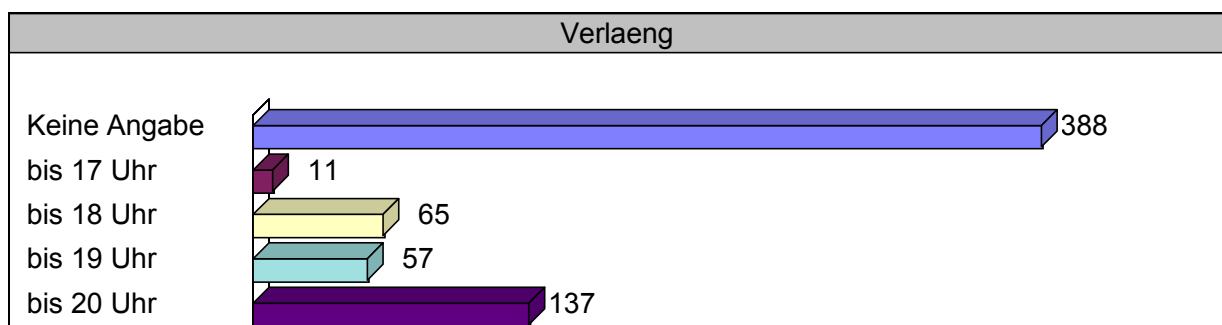 Verlaeng
Keine Angabe 388
bis 17 Uhr 11
bis 18 Uhr 65
bis 19 Uhr 57
bis 20 Uhr 137